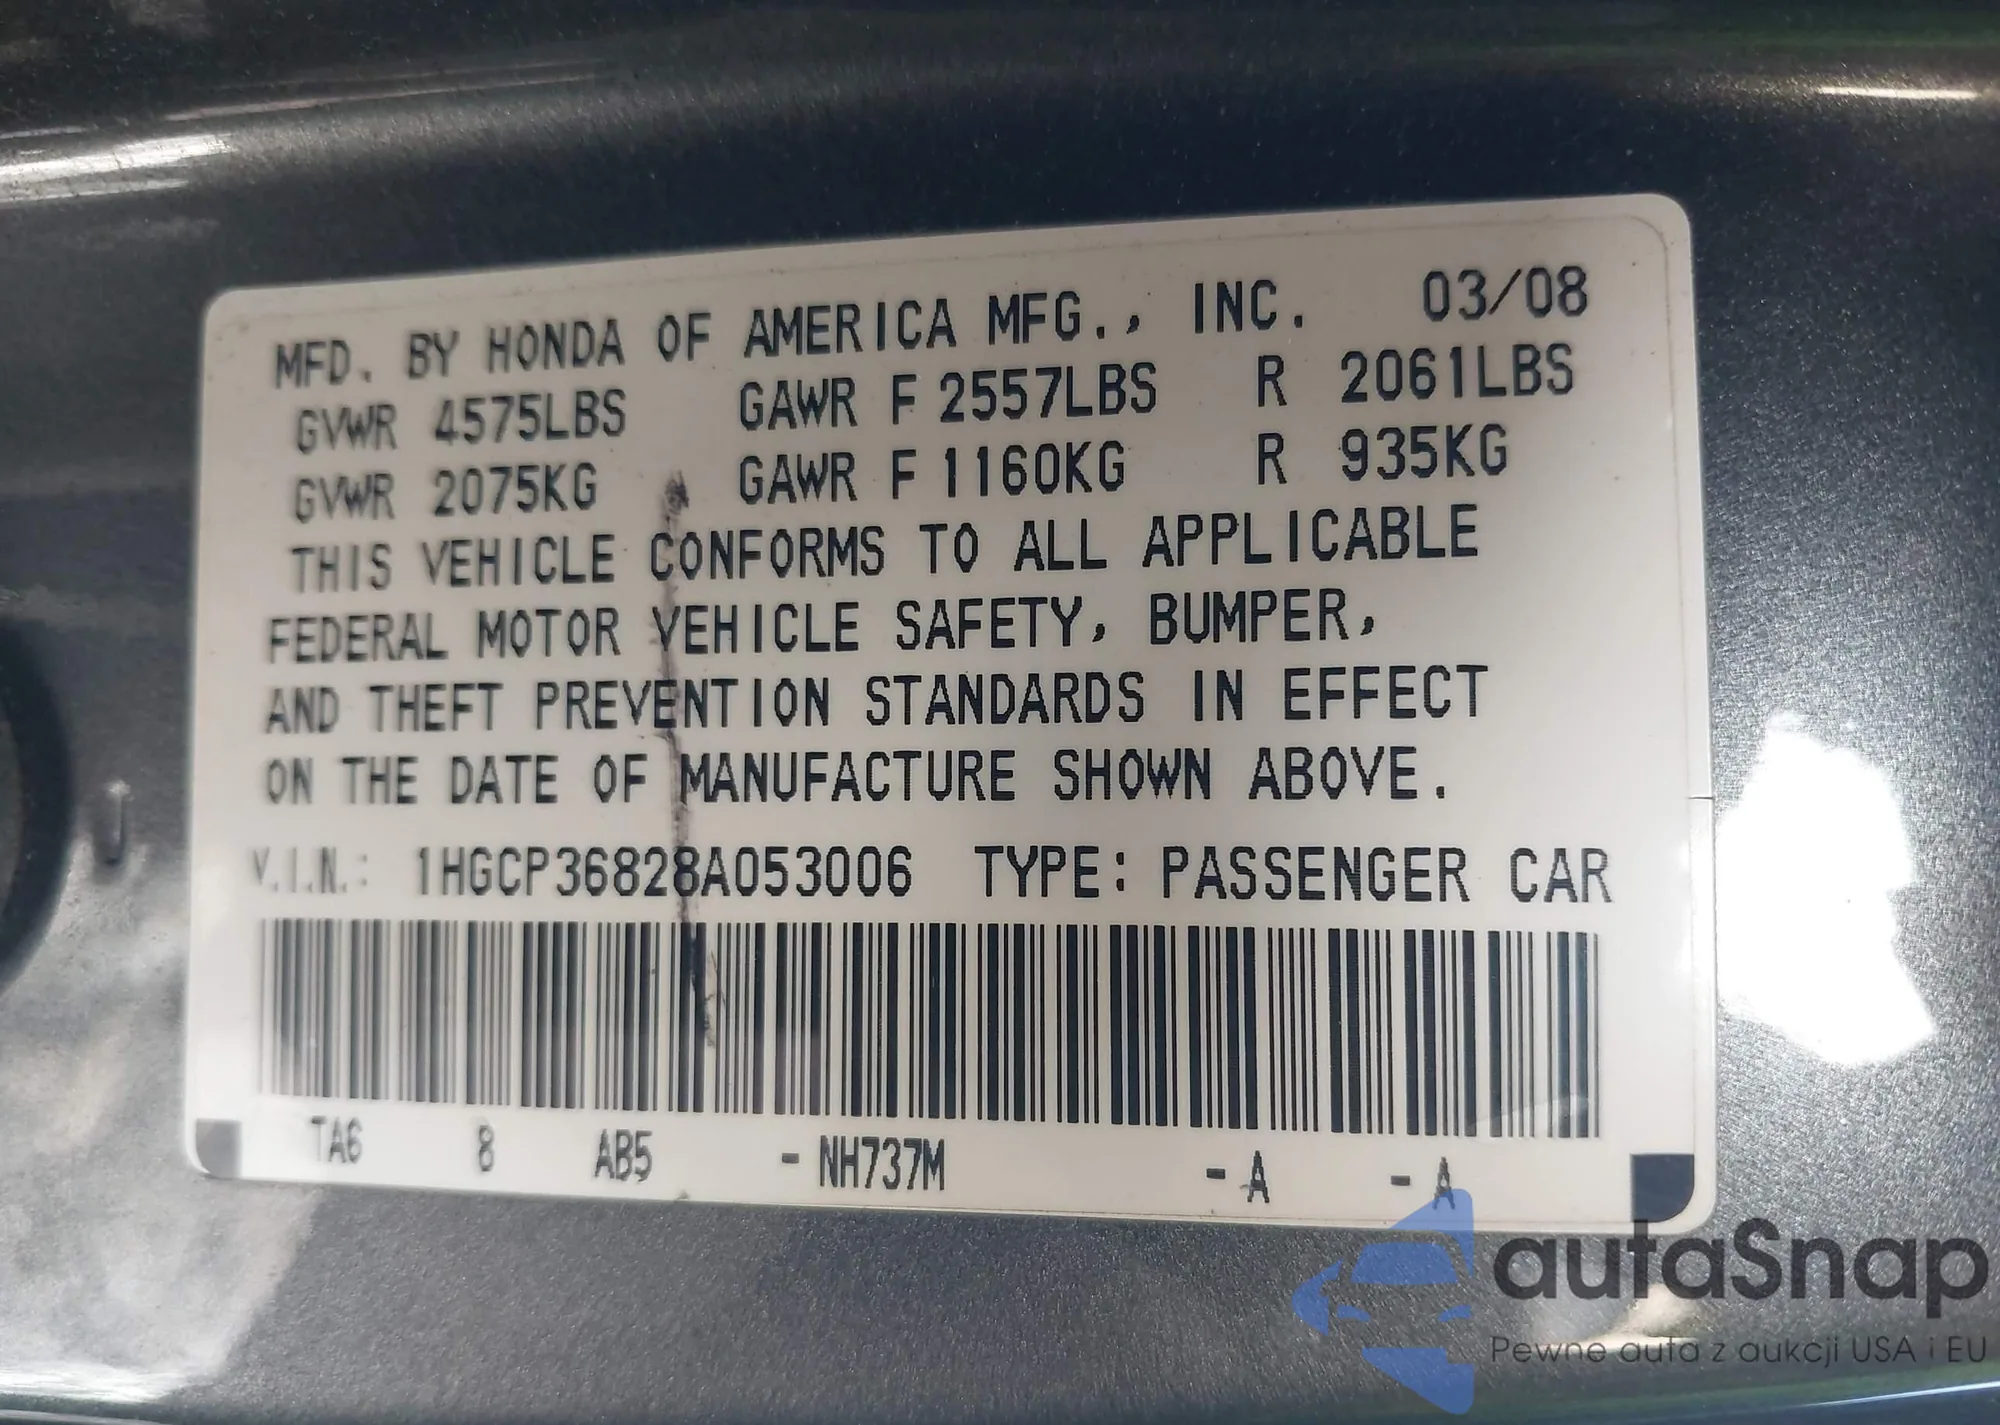 MFD. BY HONDA OF AMERICA MFG., INC. 03/08
GVWR 4575LBS GAWR F 2557LBS R 2061LBS
GVWR 2075KG GAWR F 1160KG R 935KG
THIS VEHICLE CONFORMS TO ALL APPLICABLE
FEDERAL MOTOR VEHICLE SAFETY, BUMPER,
AND THEFT PREVENTION STANDARDS IN EFFECT
ON THE DATE OF MANUFACTURE SHOWN ABOVE.
V.I.N.: 1HGCP36828A053006 TYPE: PASSENGER CAR
TA6 8 AB5 - NH737M - A - A
autaSnap
Pewne auta z aukcji USA i EU